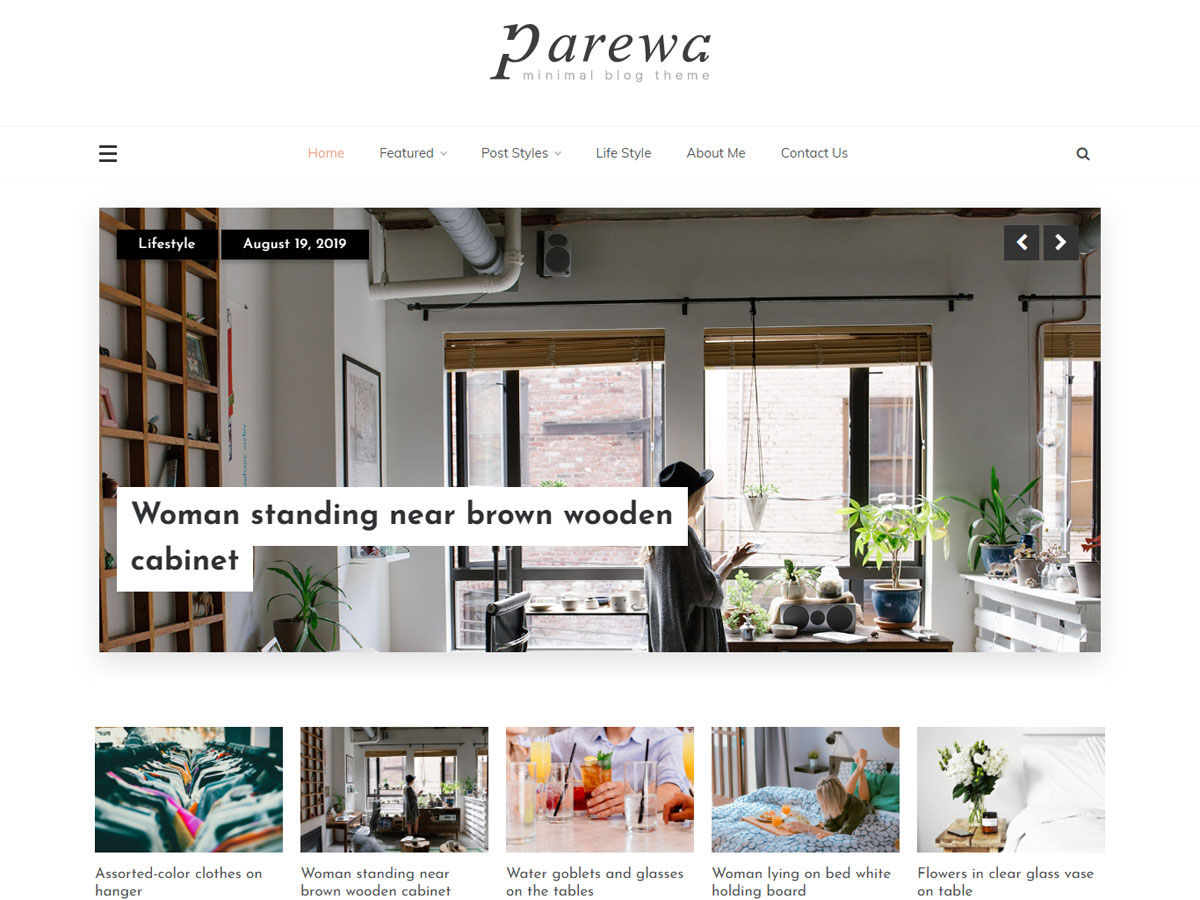 parewa
minimal blog theme
Home Featured Post Styles Life Style About Me Contact Us
Lifestyle August 19, 2019
Woman standing near brown wooden
cabinet
Assorted-color clothes on
hanger
Woman standing near
brown wooden cabinet
Water goblets and glasses
on the tables
Woman lying on bed white
holding board
Flowers in clear glass vase
on table